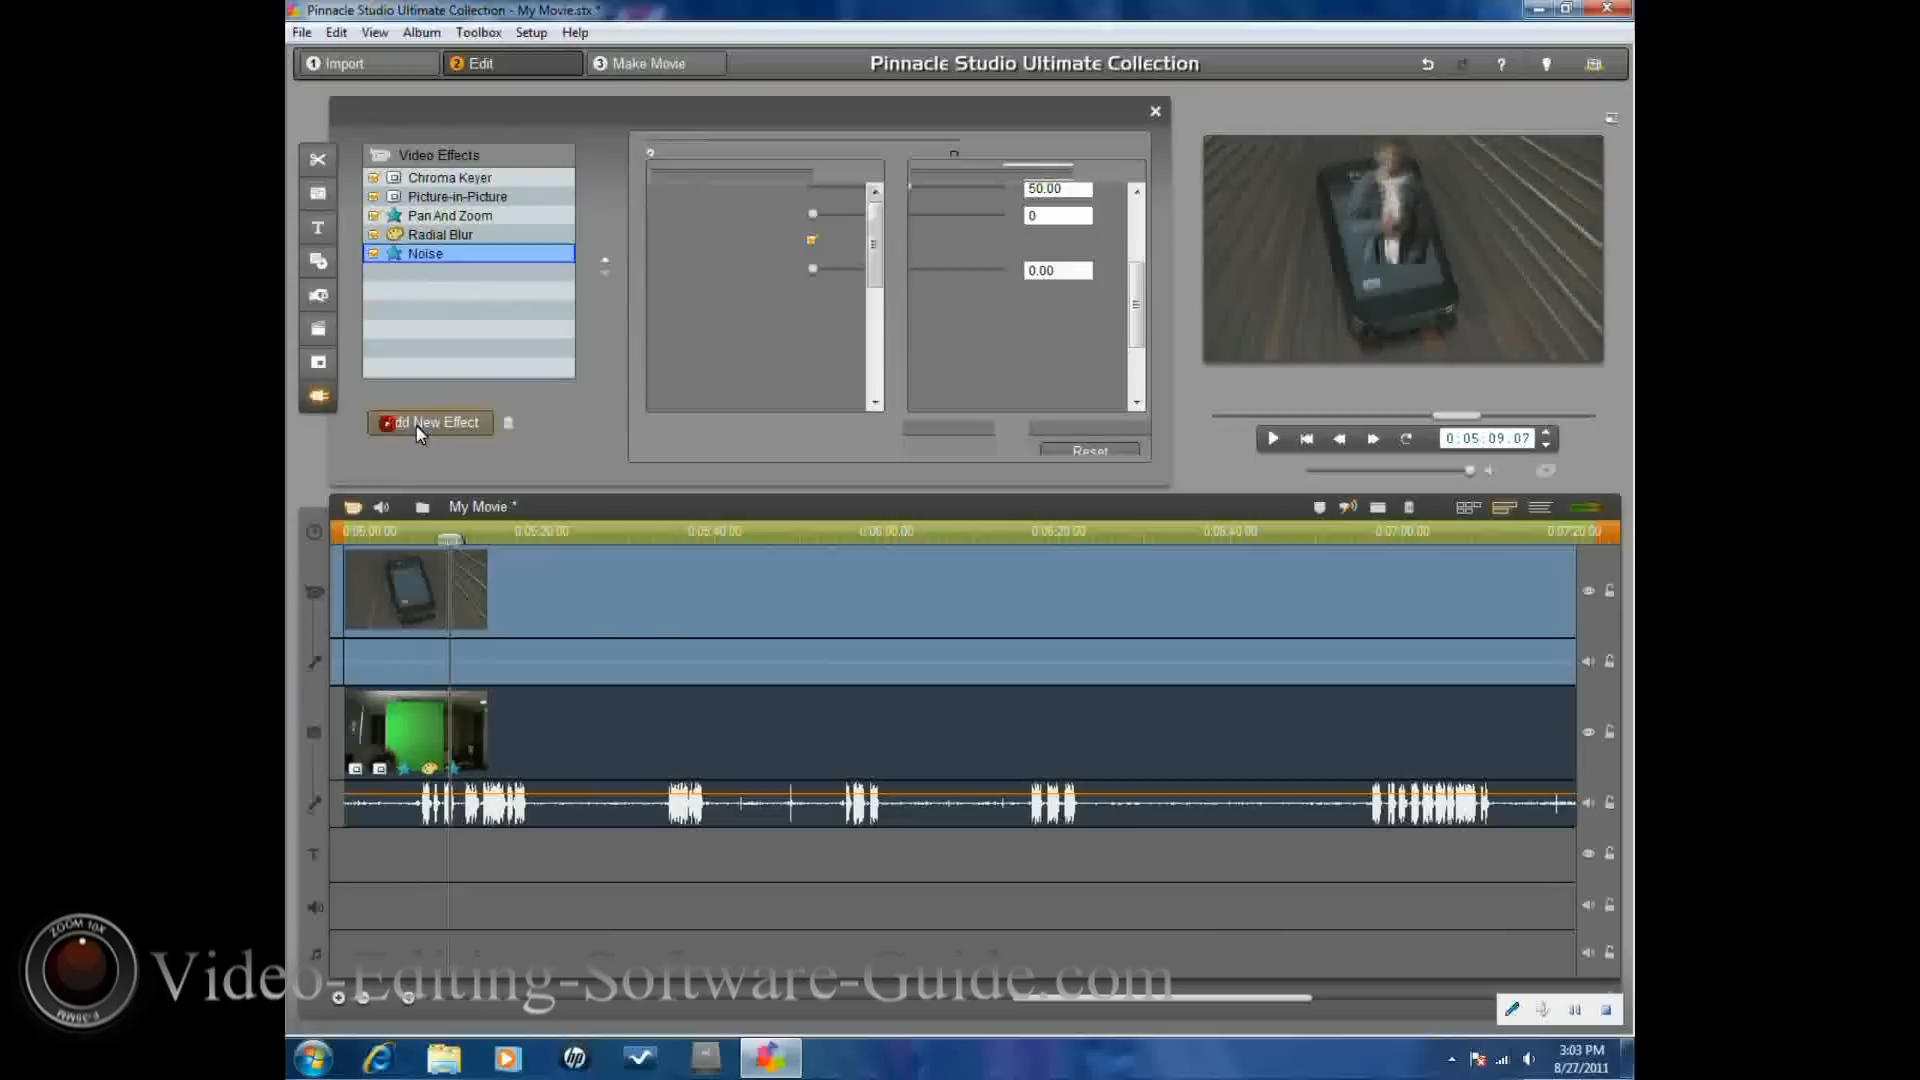 Pinnacle Studio Ultimate Collection - My Movie.stx *
File Edit View Album Toolbox Setup Help
1 Import 2 Edit 3 Make Movie Pinnacle Studio Ultimate Collection
Video Effects
Chroma Keyer
Picture-in-Picture
Pan And Zoom
Radial Blur
Noise
50.00
0
0.00
dd New Effect
Reset
0:05:09.07
My Movie *
0:05:00.00 0:05:20.00 0:05:40.00 0:06:00.00 0:06:20.00 0:06:40.00 0:07:00.00 0:07:20.00
ZOOM 10X
F=35MM
Video-Editing-Software-Guide.com
hp
3:03 PM
8/27/2011